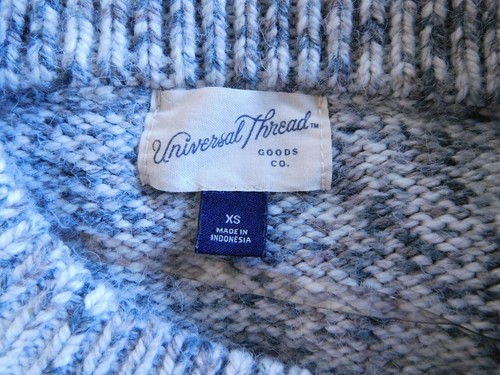 Universal Thread™
GOODS
CO.
XS
MADE IN
INDONESIA